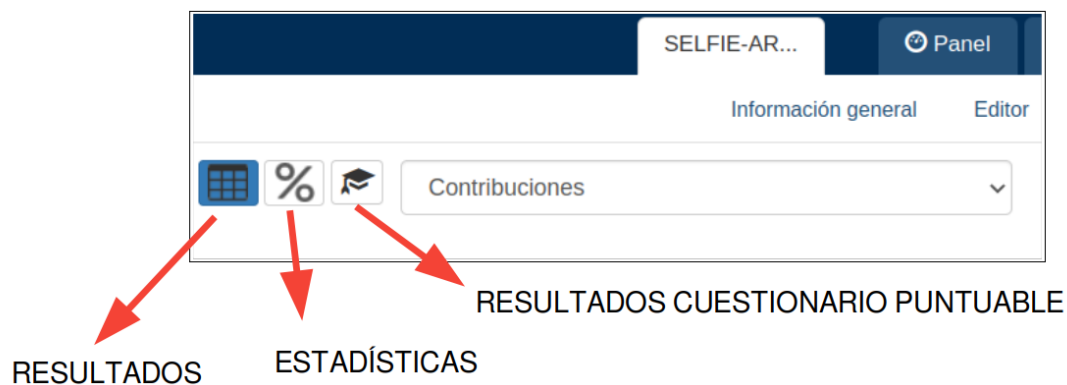 SELFIE-AR...
Panel
Información general
Editor
%
Contribuciones
RESULTADOS CUESTIONARIO PUNTUABLE
ESTADÍSTICAS
RESULTADOS